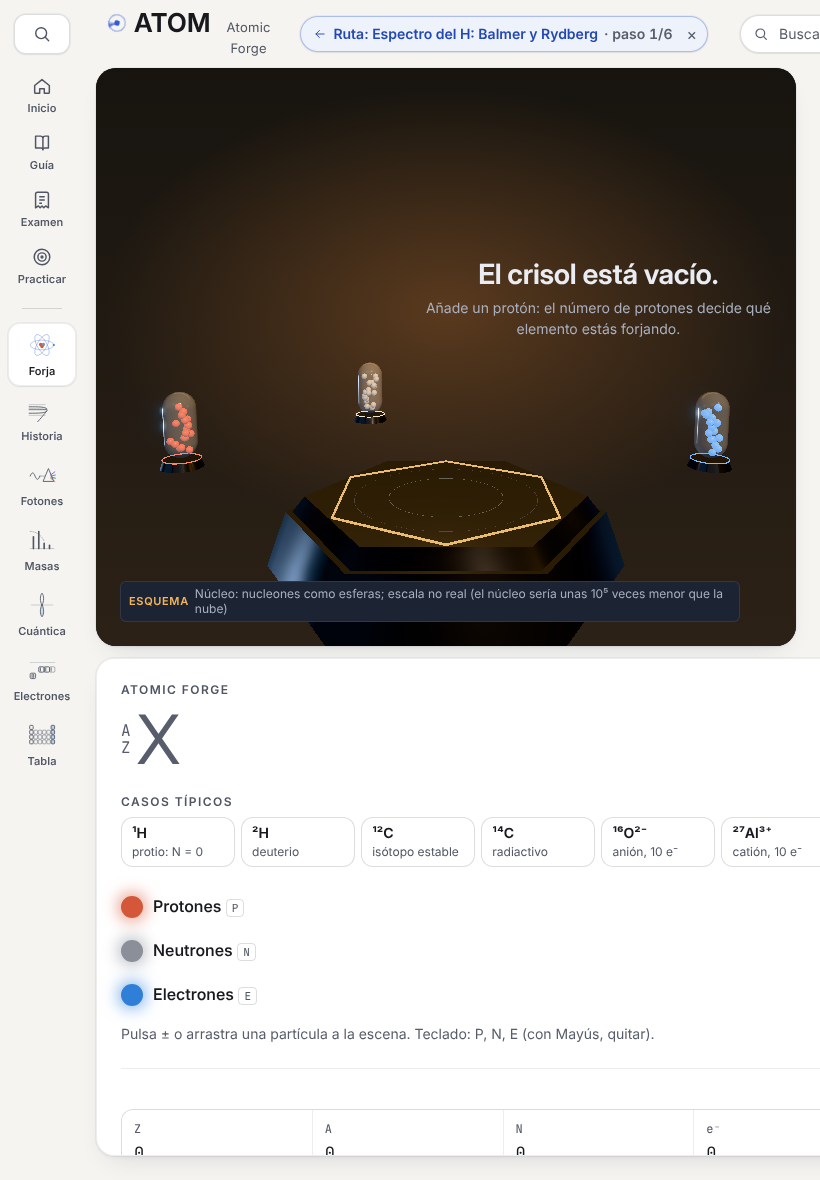 ATOM
Atomic
Forge
← Ruta: Espectro del H: Balmer y Rydberg · paso 1/6 ×
Busca
Inicio
Guía
Examen
Practicar
Forja
Historia
Fotones
Masas
Cuántica
Electrones
Tabla
El crisol está vacío.
Añade un protón: el número de protones decide qué
elemento estás forjando.
ESQUEMA Núcleo: nucleones como esferas; escala no real (el núcleo sería unas 10⁵ veces menor que la
nube)
ATOMIC FORGE
A
Z
X
CASOS TÍPICOS
¹H
protio: N = 0
²H
deuterio
¹²C
isótopo estable
¹⁴C
radiactivo
¹⁶O²⁻
anión, 10 e⁻
²⁷Al³⁺
catión, 10 e⁻
Protones P
Neutrones N
Electrones E
Pulsa ± o arrastra una partícula a la escena. Teclado: P, N, E (con Mayús, quitar).
Z A N e⁻
0 0 0 0